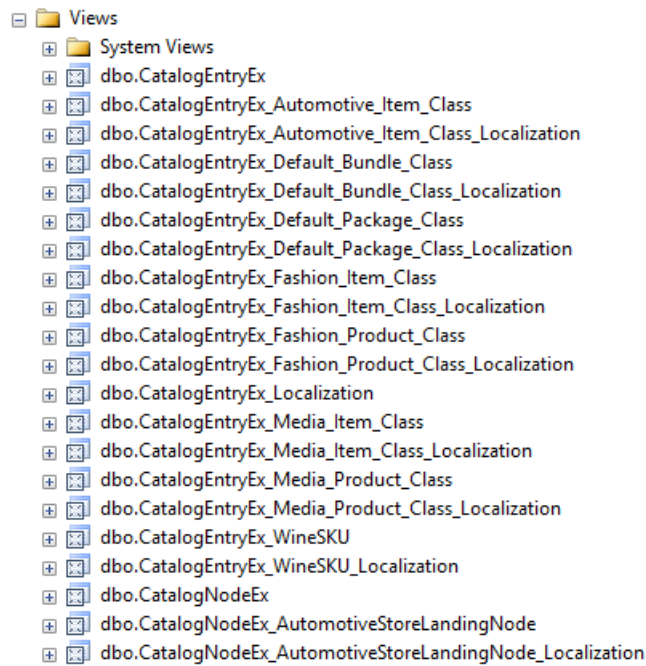 Views
System Views
dbo.CatalogEntryEx
dbo.CatalogEntryEx_Automotive_Item_Class
dbo.CatalogEntryEx_Automotive_Item_Class_Localization
dbo.CatalogEntryEx_Default_Bundle_Class
dbo.CatalogEntryEx_Default_Bundle_Class_Localization
dbo.CatalogEntryEx_Default_Package_Class
dbo.CatalogEntryEx_Default_Package_Class_Localization
dbo.CatalogEntryEx_Fashion_Item_Class
dbo.CatalogEntryEx_Fashion_Item_Class_Localization
dbo.CatalogEntryEx_Fashion_Product_Class
dbo.CatalogEntryEx_Fashion_Product_Class_Localization
dbo.CatalogEntryEx_Localization
dbo.CatalogEntryEx_Media_Item_Class
dbo.CatalogEntryEx_Media_Item_Class_Localization
dbo.CatalogEntryEx_Media_Product_Class
dbo.CatalogEntryEx_Media_Product_Class_Localization
dbo.CatalogEntryEx_WineSKU
dbo.CatalogEntryEx_WineSKU_Localization
dbo.CatalogNodeEx
dbo.CatalogNodeEx_AutomotiveStoreLandingNode
dbo.CatalogNodeEx_AutomotiveStoreLandingNode_Localization